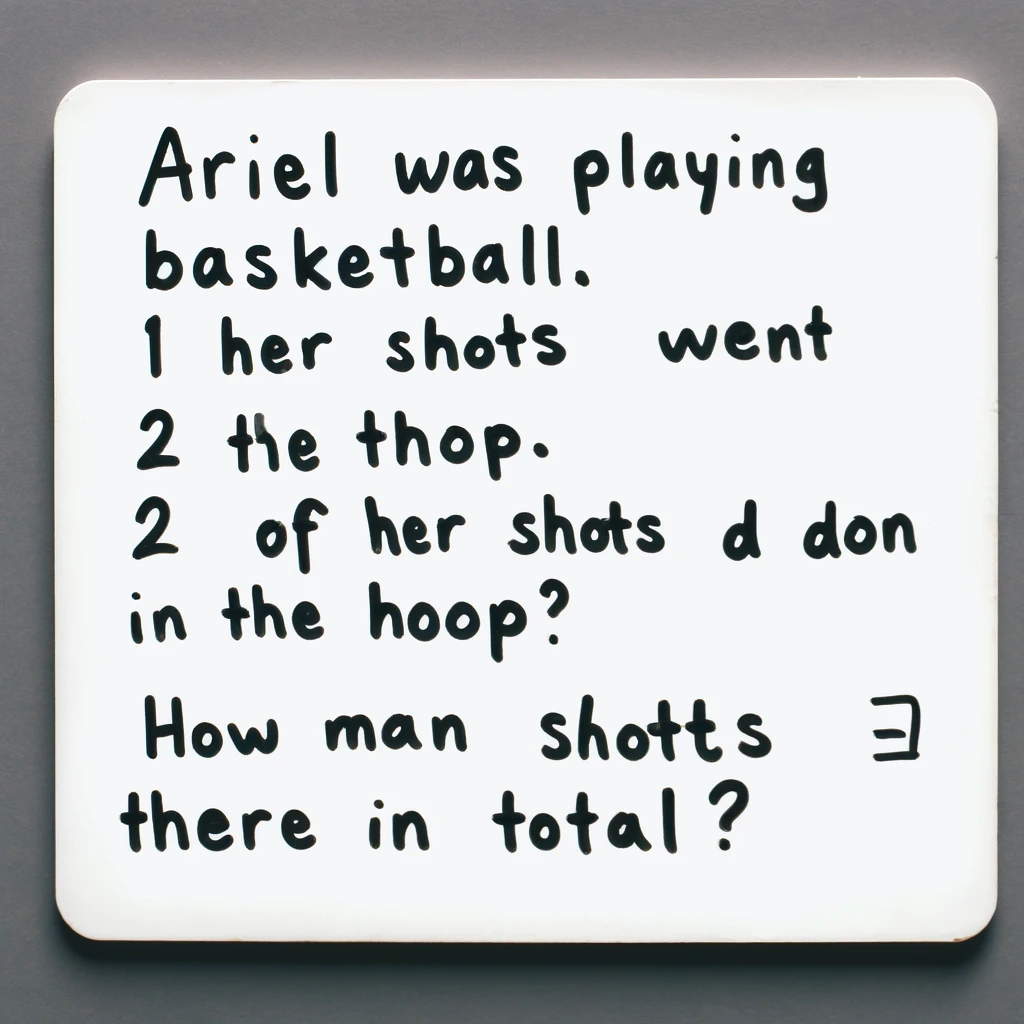 Ariel was playing
basketball.
1 her shots went
2 the thop.
2 of her shots d don
in the hoop?
How man shotts ∃
there in total?